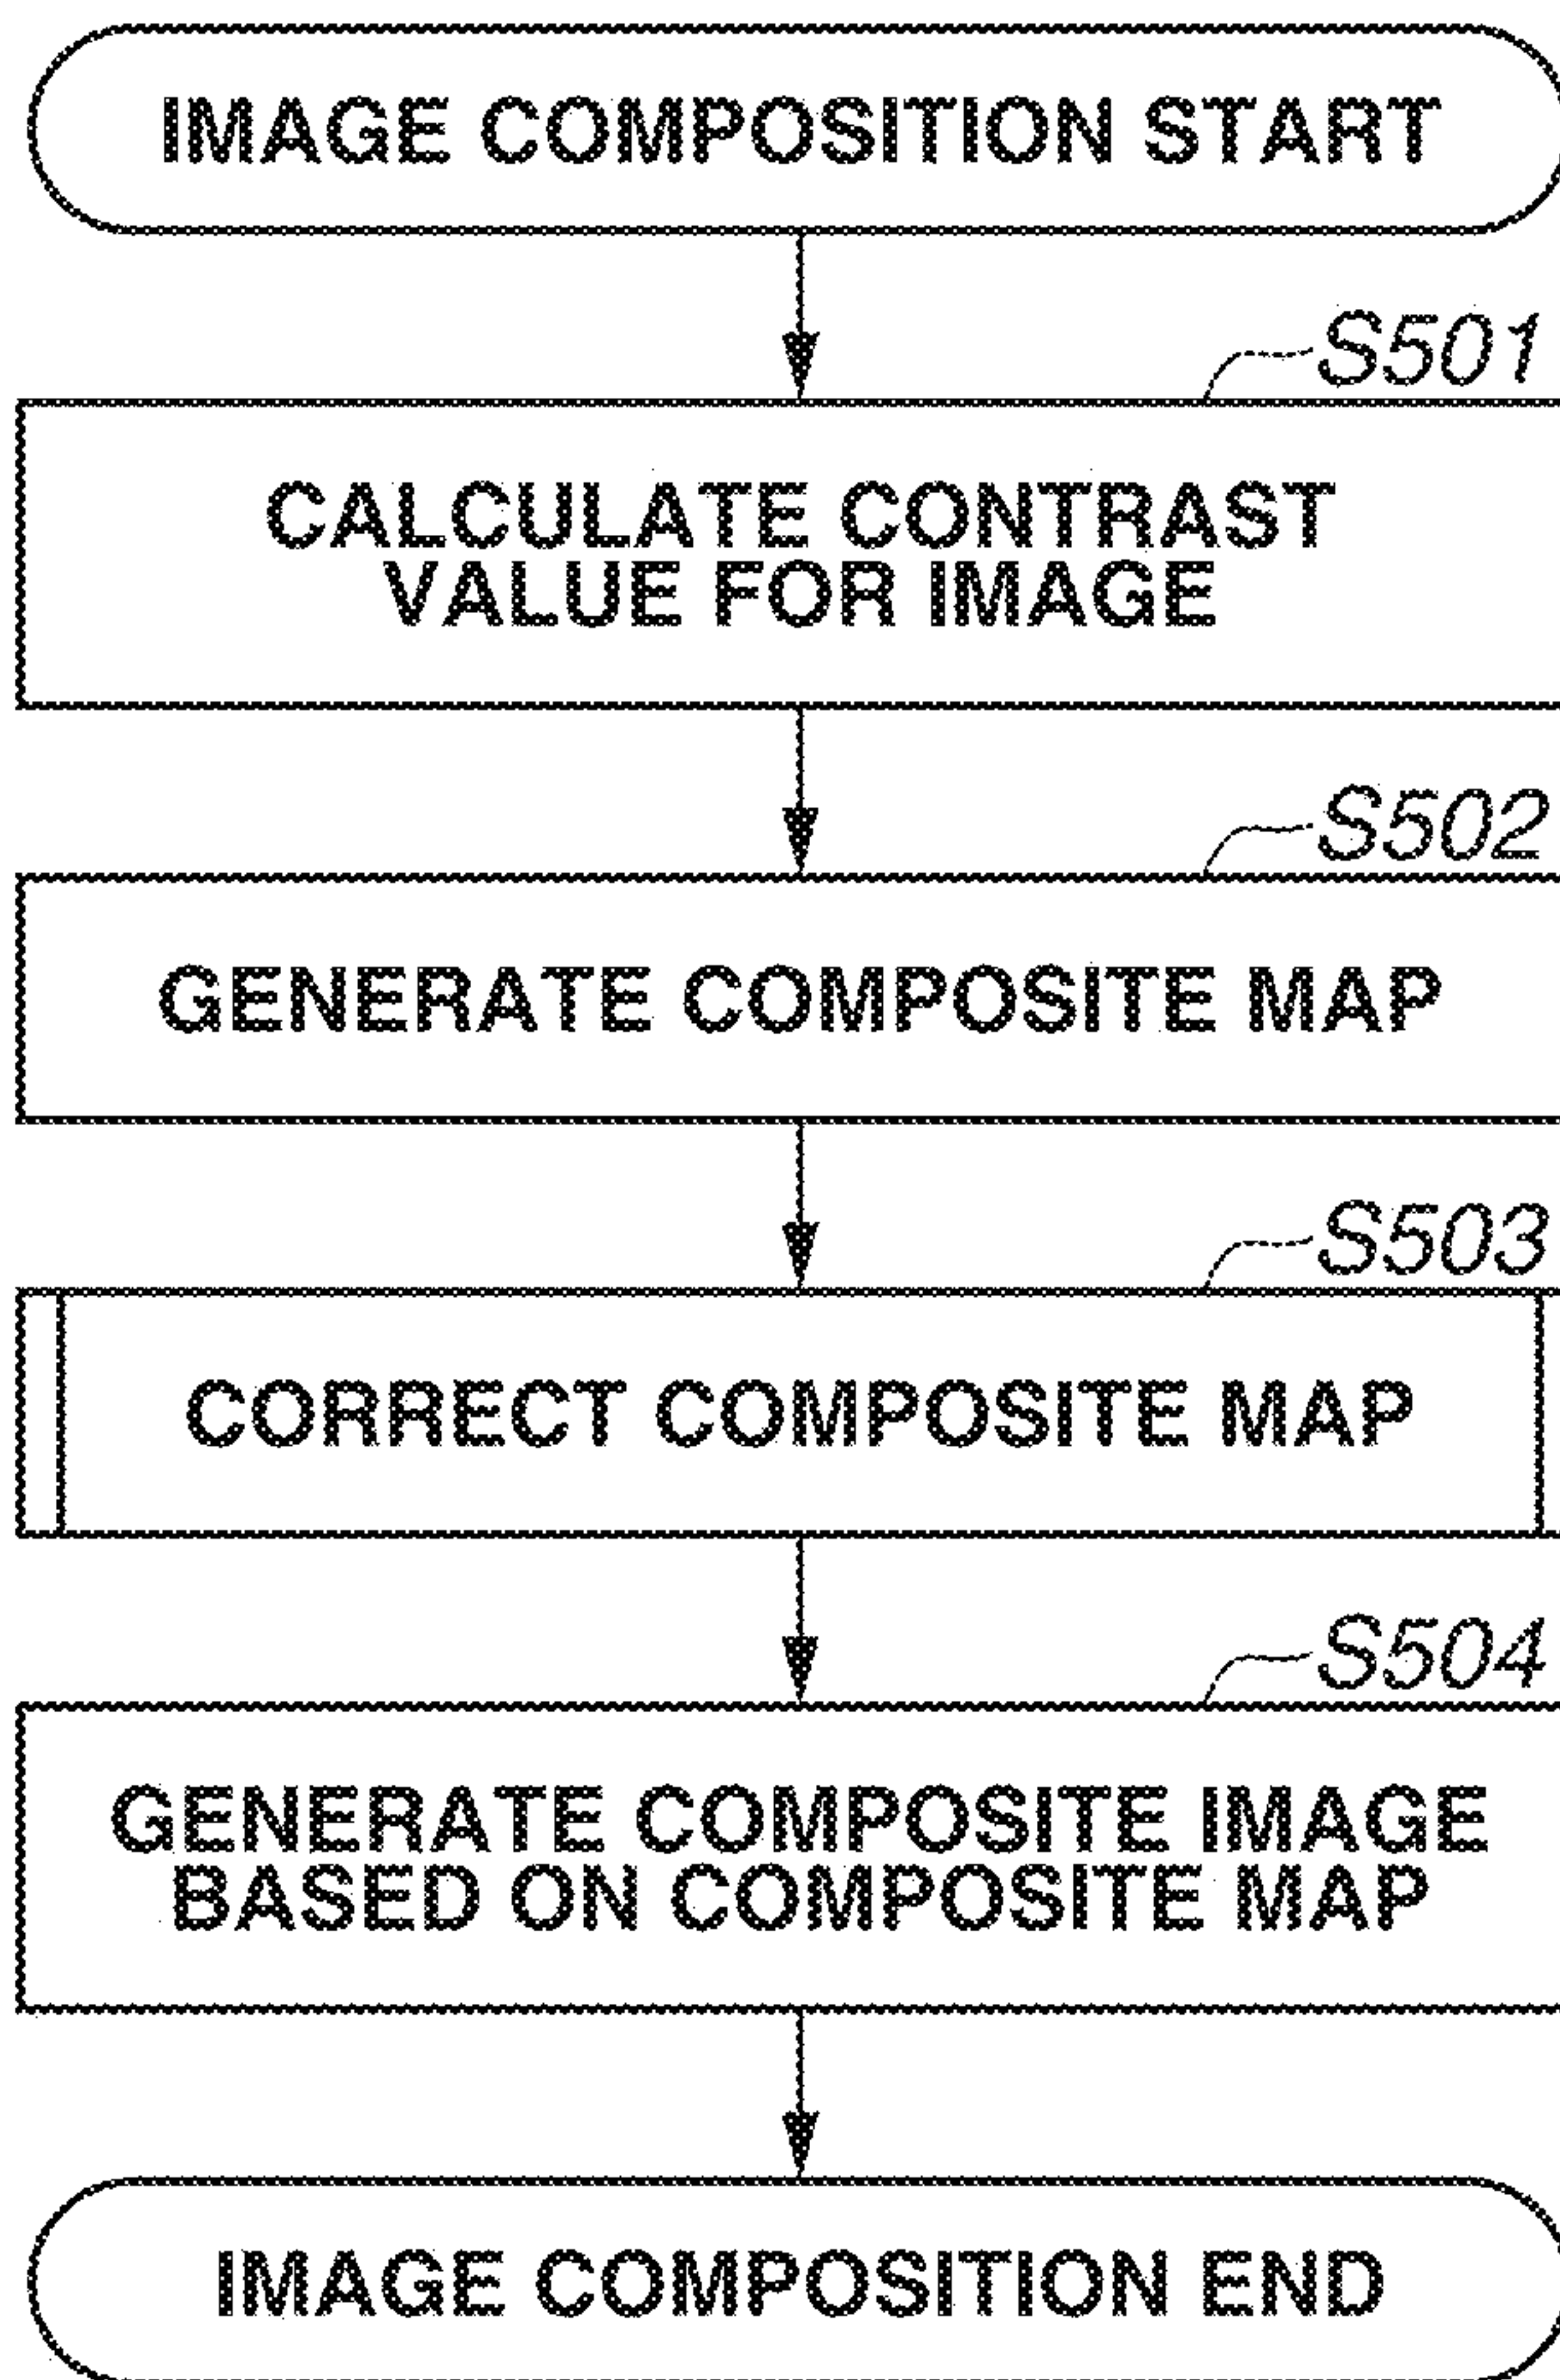 IMAGE COMPOSITION START
S501
CALCULATE CONTRAST
VALUE FOR IMAGE
S502
GENERATE COMPOSITE MAP
S503
CORRECT COMPOSITE MAP
S504
GENERATE COMPOSITE IMAGE
BASED ON COMPOSITE MAP
IMAGE COMPOSITION END